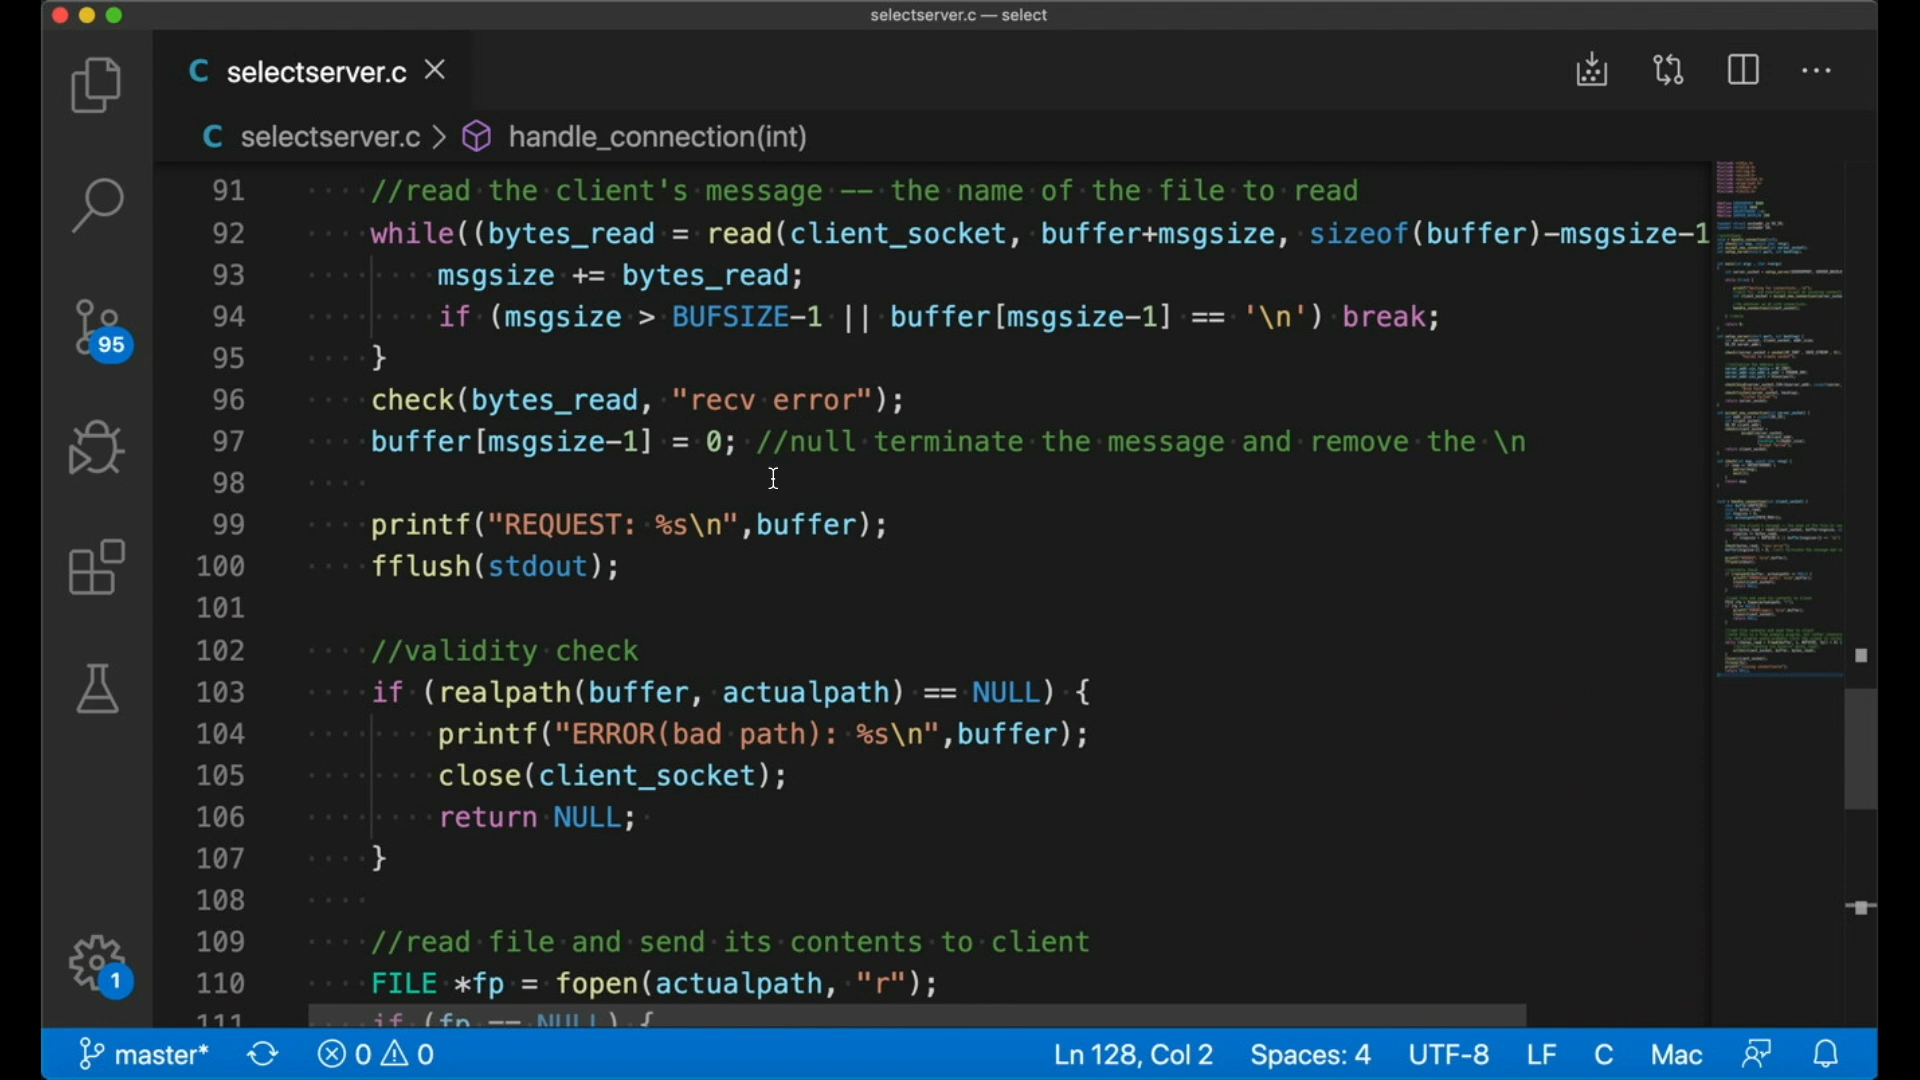 selectserver.c — select
C selectserver.c
C selectserver.c > handle_connection(int)
91 //read the client's message -- the name of the file to read
92 while((bytes_read = read(client_socket, buffer+msgsize, sizeof(buffer)-msgsize-1
93 msgsize += bytes_read;
94 if (msgsize > BUFSIZE-1 || buffer[msgsize-1] == '\n') break;
95 }
96 check(bytes_read, "recv error");
97 buffer[msgsize-1] = 0; //null terminate the message and remove the \n
98
99 printf("REQUEST: %s\n",buffer);
100 fflush(stdout);
101
102 //validity check
103 if (realpath(buffer, actualpath) == NULL) {
104 printf("ERROR(bad path): %s\n",buffer);
105 close(client_socket);
106 return NULL;
107 }
108
109 //read file and send its contents to client
110 FILE *fp = fopen(actualpath, "r");
111 if (fp == NULL) {
95
1
master* 0 0 Ln 128, Col 2 Spaces: 4 UTF-8 LF C Mac